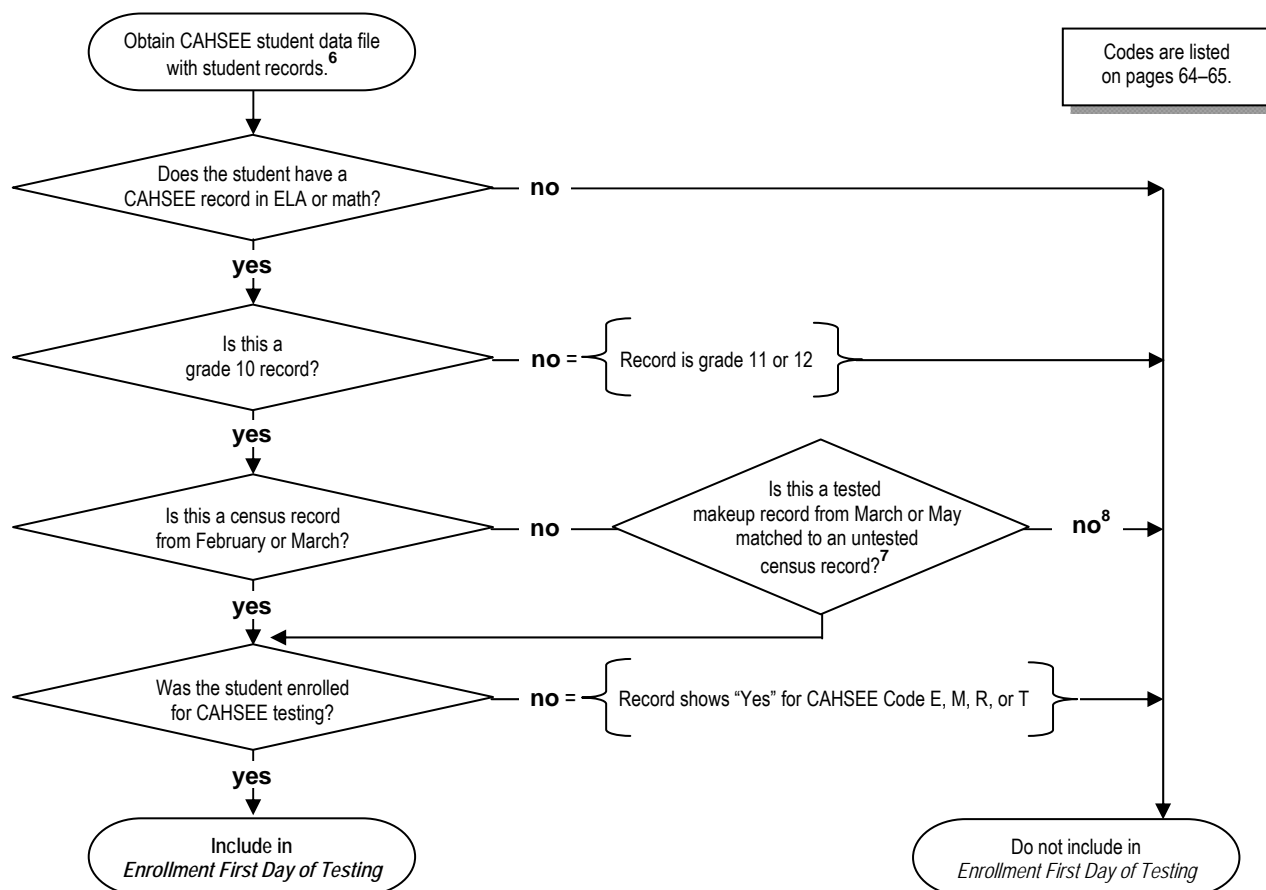 Obtain CAHSEE student data file
with student records.6
Codes are listed
on pages 64–65.
Does the student have a
CAHSEE record in ELA or math?
no
yes
Is this a
grade 10 record?
no =
Record is grade 11 or 12
yes
Is this a census record
from February or March?
no
Is this a tested
makeup record from March or May
matched to an untested
census record?7
no8
yes
Was the student enrolled
for CAHSEE testing?
no =
Record shows “Yes” for CAHSEE Code E, M, R, or T
yes
Include in
Enrollment First Day of Testing
Do not include in
Enrollment First Day of Testing